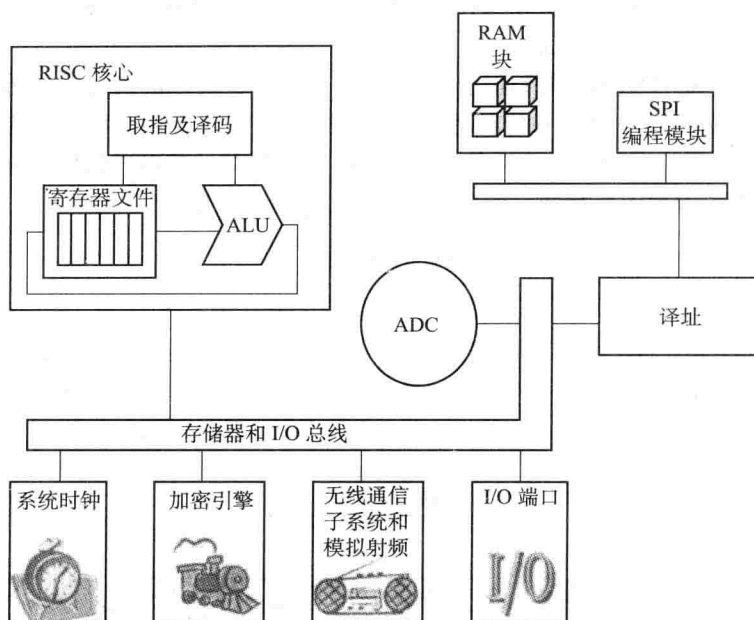 RISC 核心
取指及译码
寄存器文件
ALU
RAM
块
SPI
编程模块
ADC
译址
存储器和 I/O 总线
系统时钟
加密引擎
无线通信
子系统和
模拟射频
I/O 端口
I/O